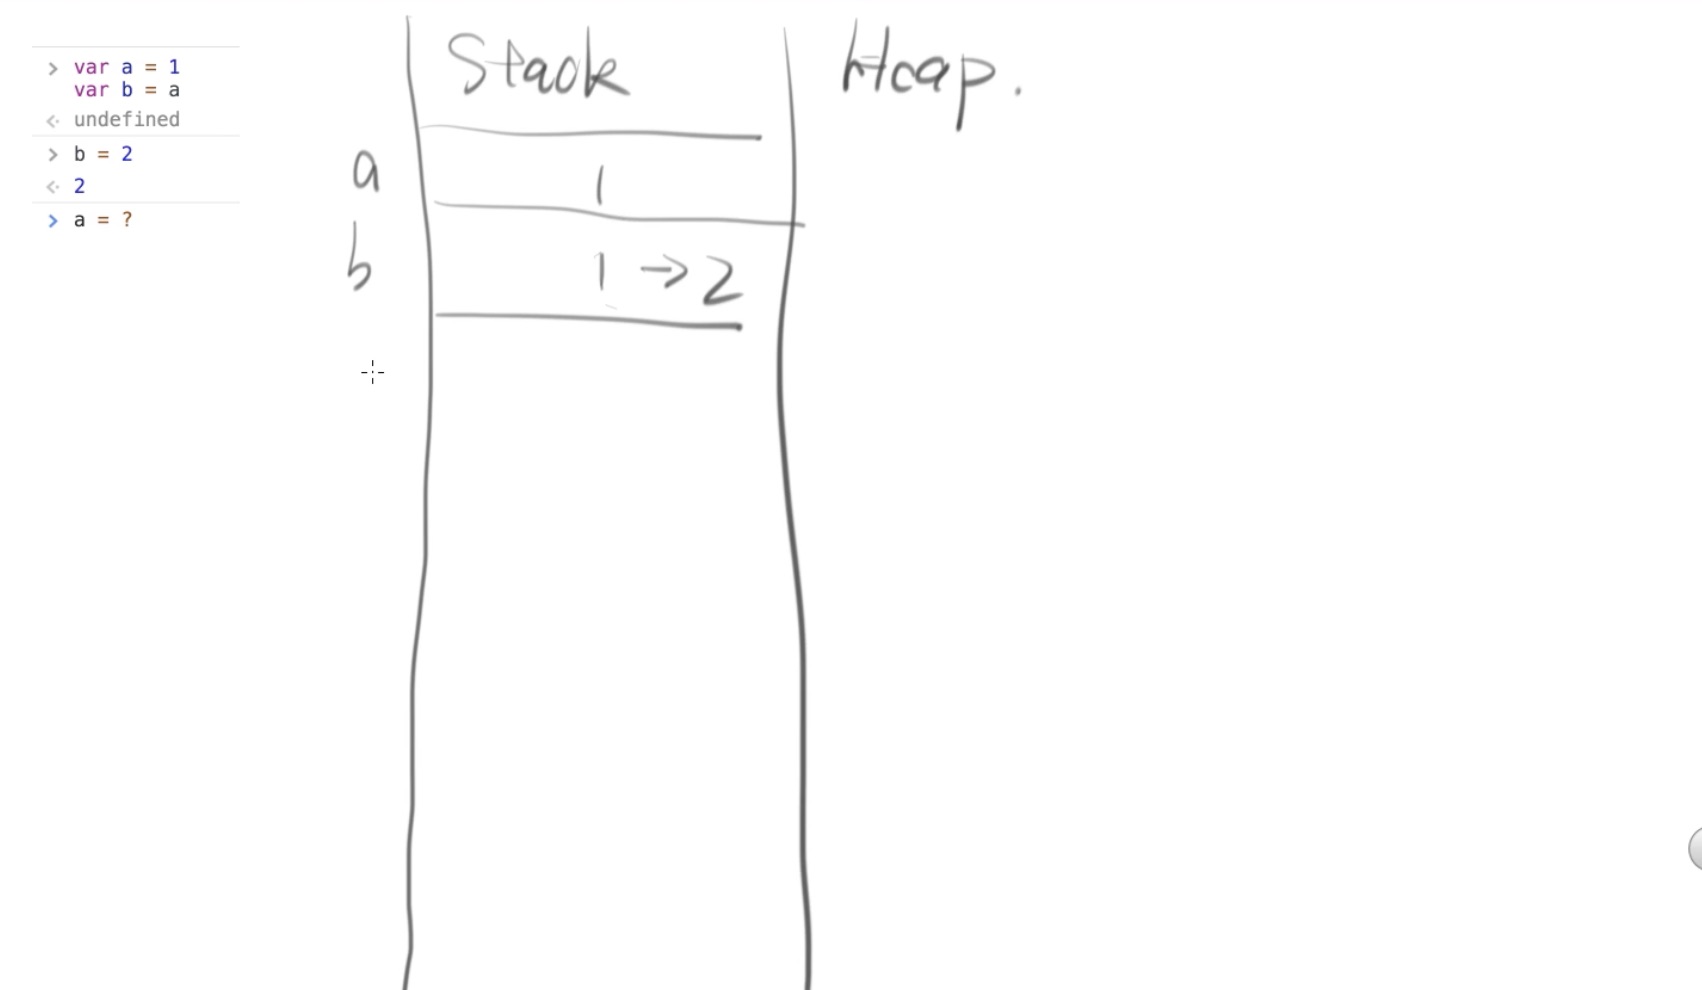 > var a = 1
var b = a
<· undefined
> b = 2
<· 2
> a = ?
Stack
Heap.
a 1
b 1 → 2